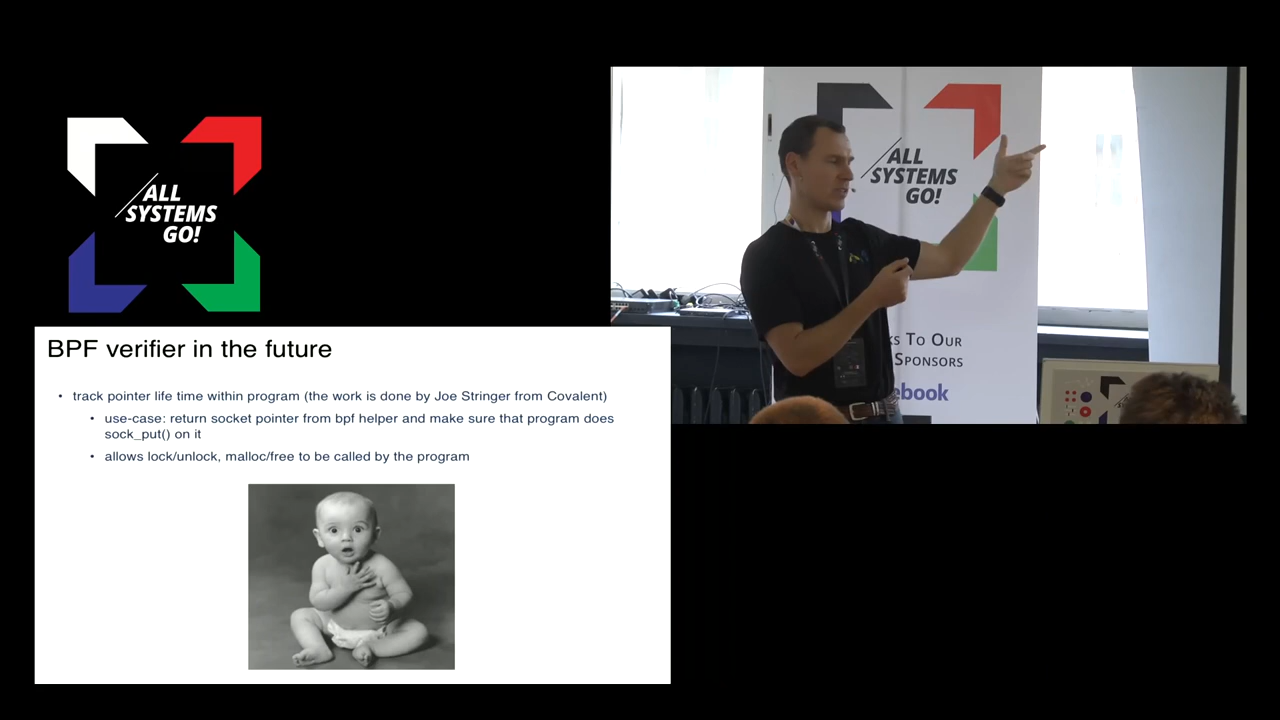 ALL
SYSTEMS
GO!
ALL
SYSTEMS
GO!
To Our
Sponsors
BPF verifier in the future
• track pointer life time within program (the work is done by Joe Stringer from Covalent)
• use-case: return socket pointer from bpf helper and make sure that program does
sock_put() on it
• allows lock/unlock, malloc/free to be called by the program